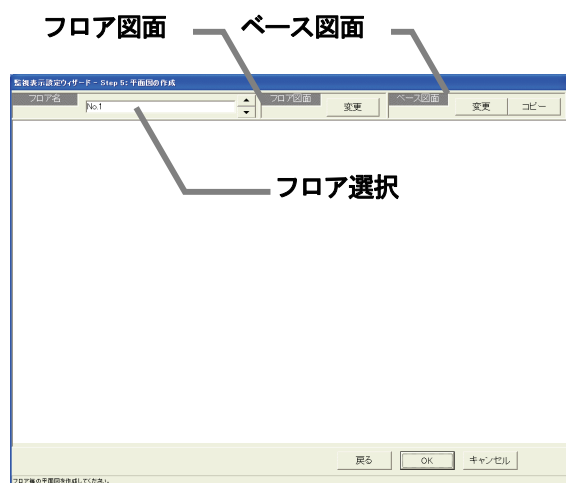 フロア図面
ベース図面
監視表示設定ウィザード - Step 5: 平面図の作成
フロア名
No.1
フロア図面
変更
ベース図面
変更
コピー
フロア選択
戻る
OK
キャンセル
フロア毎の平面図を作成してください。